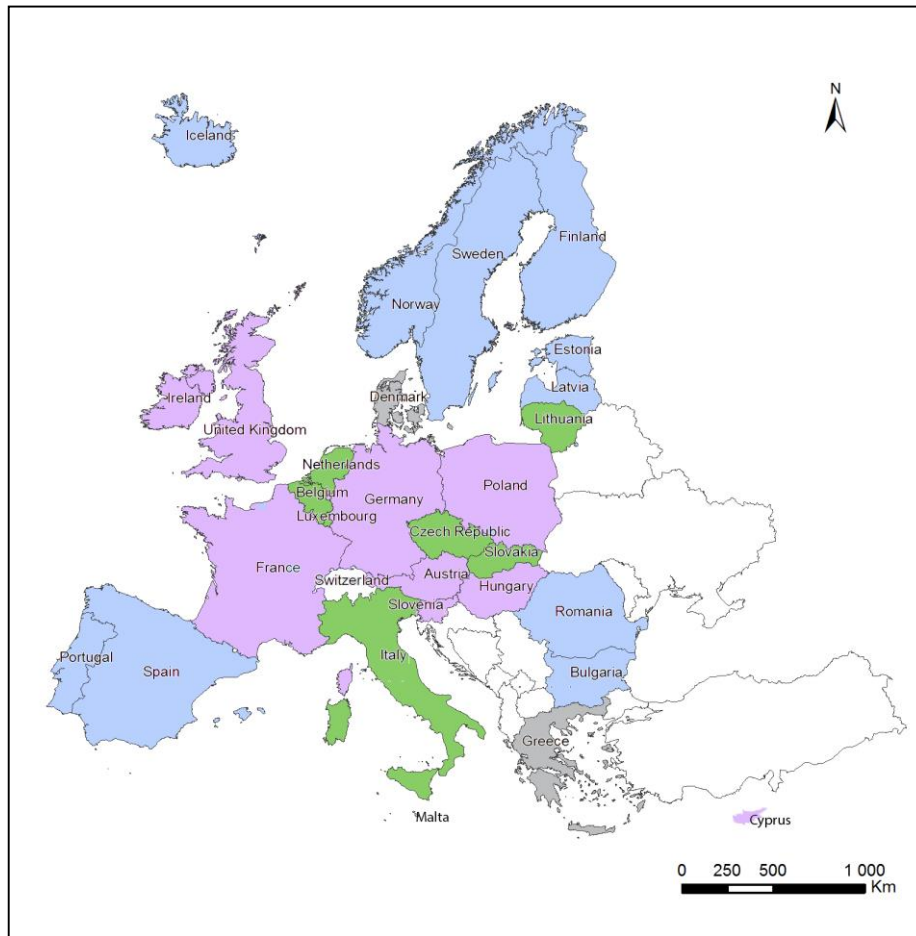 N
Iceland
Finland
Sweden
Norway
Estonia
Latvia
Denmark
Lithuania
Ireland
United Kingdom
Netherlands
Poland
Belgium
Germany
Luxembourg
Czech Republic
Slovakia
France
Switzerland
Austria
Hungary
Slovenia
Romania
Portugal
Italy
Spain
Bulgaria
Greece
Malta
Cyprus
0 250 500 1 000
Km